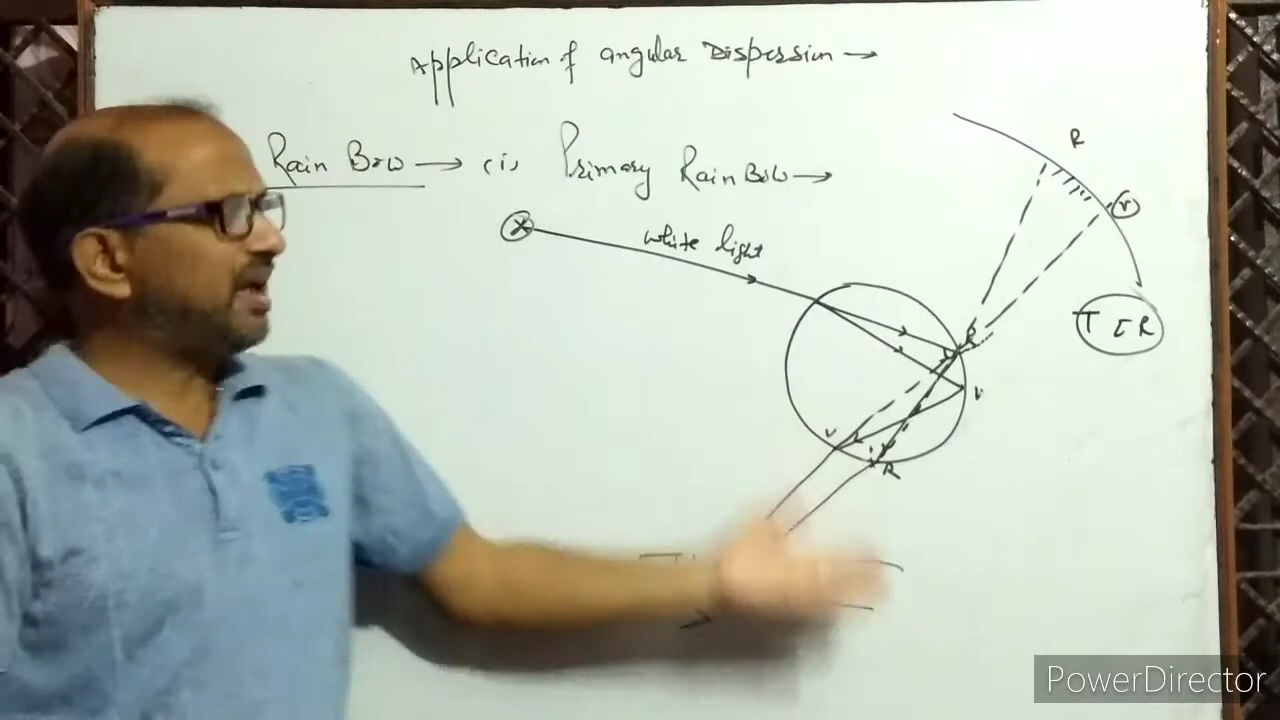 Application of angular Dispersion →
Rain Bow → (i) Primary Rain Bow →
R
(v)
white light
T I R
R
V
V
R
PowerDirector